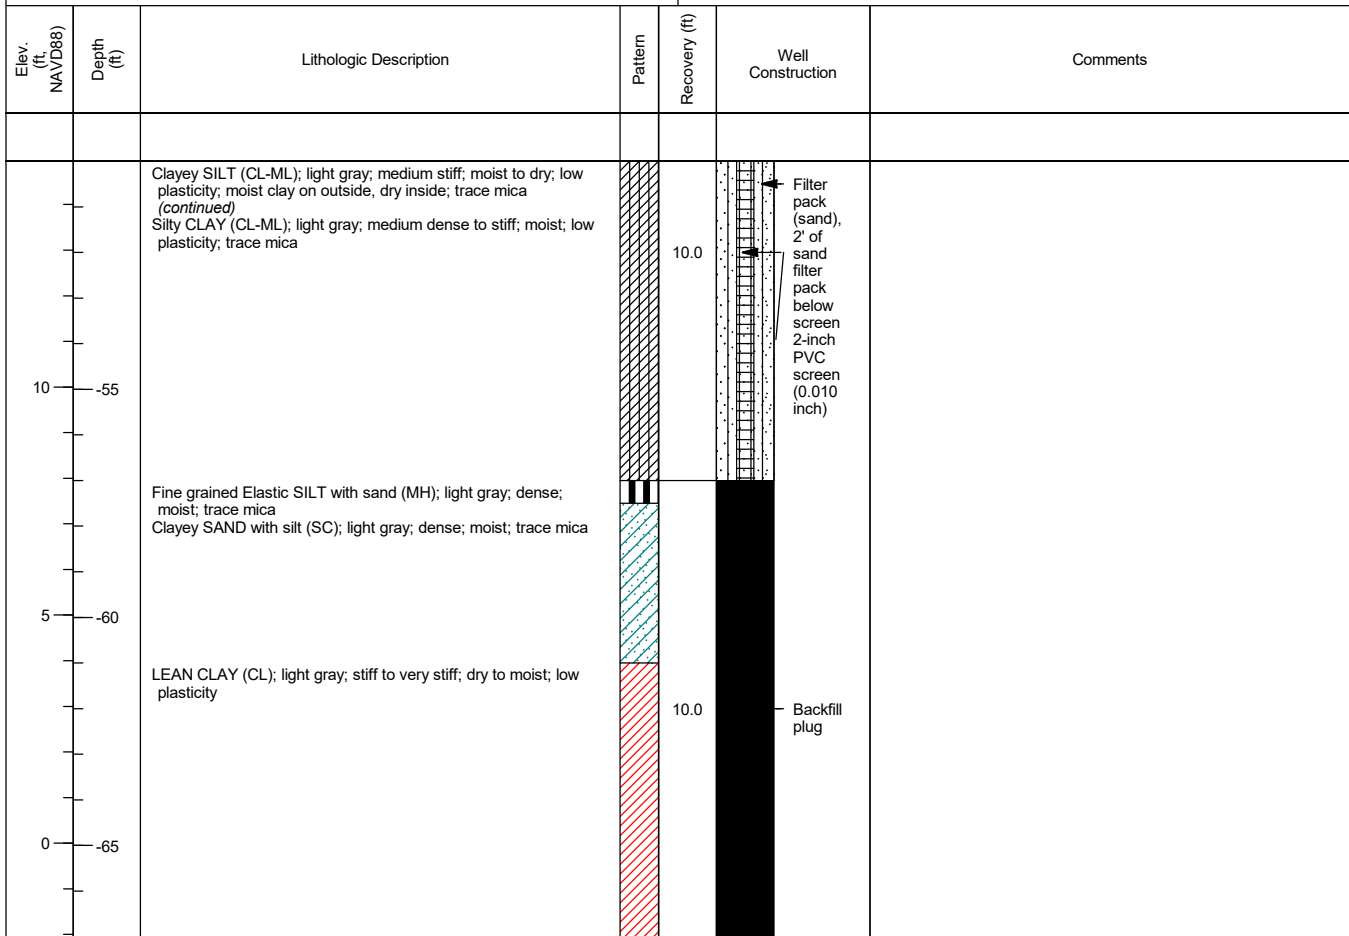 Elev.
(ft,
NAVD88)
Depth
(ft)
Lithologic Description
Pattern
Recovery (ft)
Well
Construction
Comments
Clayey SILT (CL-ML); light gray; medium stiff; moist to dry; low
plasticity; moist clay on outside, dry inside; trace mica
(continued)
Silty CLAY (CL-ML); light gray; medium dense to stiff; moist; low
plasticity; trace mica
10.0
Filter
pack
(sand),
2' of
sand
filter
pack
below
screen
2-inch
PVC
screen
(0.010
inch)
10
-55
Fine grained Elastic SILT with sand (MH); light gray; dense;
moist; trace mica
Clayey SAND with silt (SC); light gray; dense; moist; trace mica
5
-60
LEAN CLAY (CL); light gray; stiff to very stiff; dry to moist; low
plasticity
10.0
Backfill
plug
0
-65